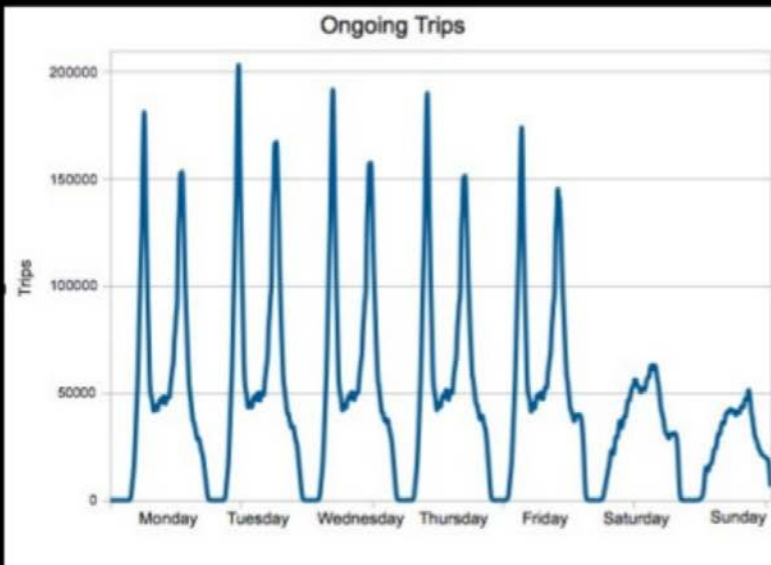 Ongoing Trips
200000
150000
100000
50000
0
Trips
Monday Tuesday Wednesday Thursday Friday Saturday Sunday